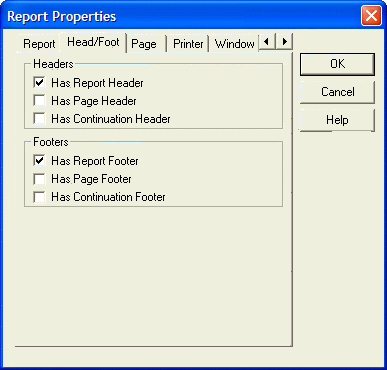 Report Properties
Report Head/Foot Page Printer Window
Headers
Has Report Header
Has Page Header
Has Continuation Header
Footers
Has Report Footer
Has Page Footer
Has Continuation Footer
OK
Cancel
Help